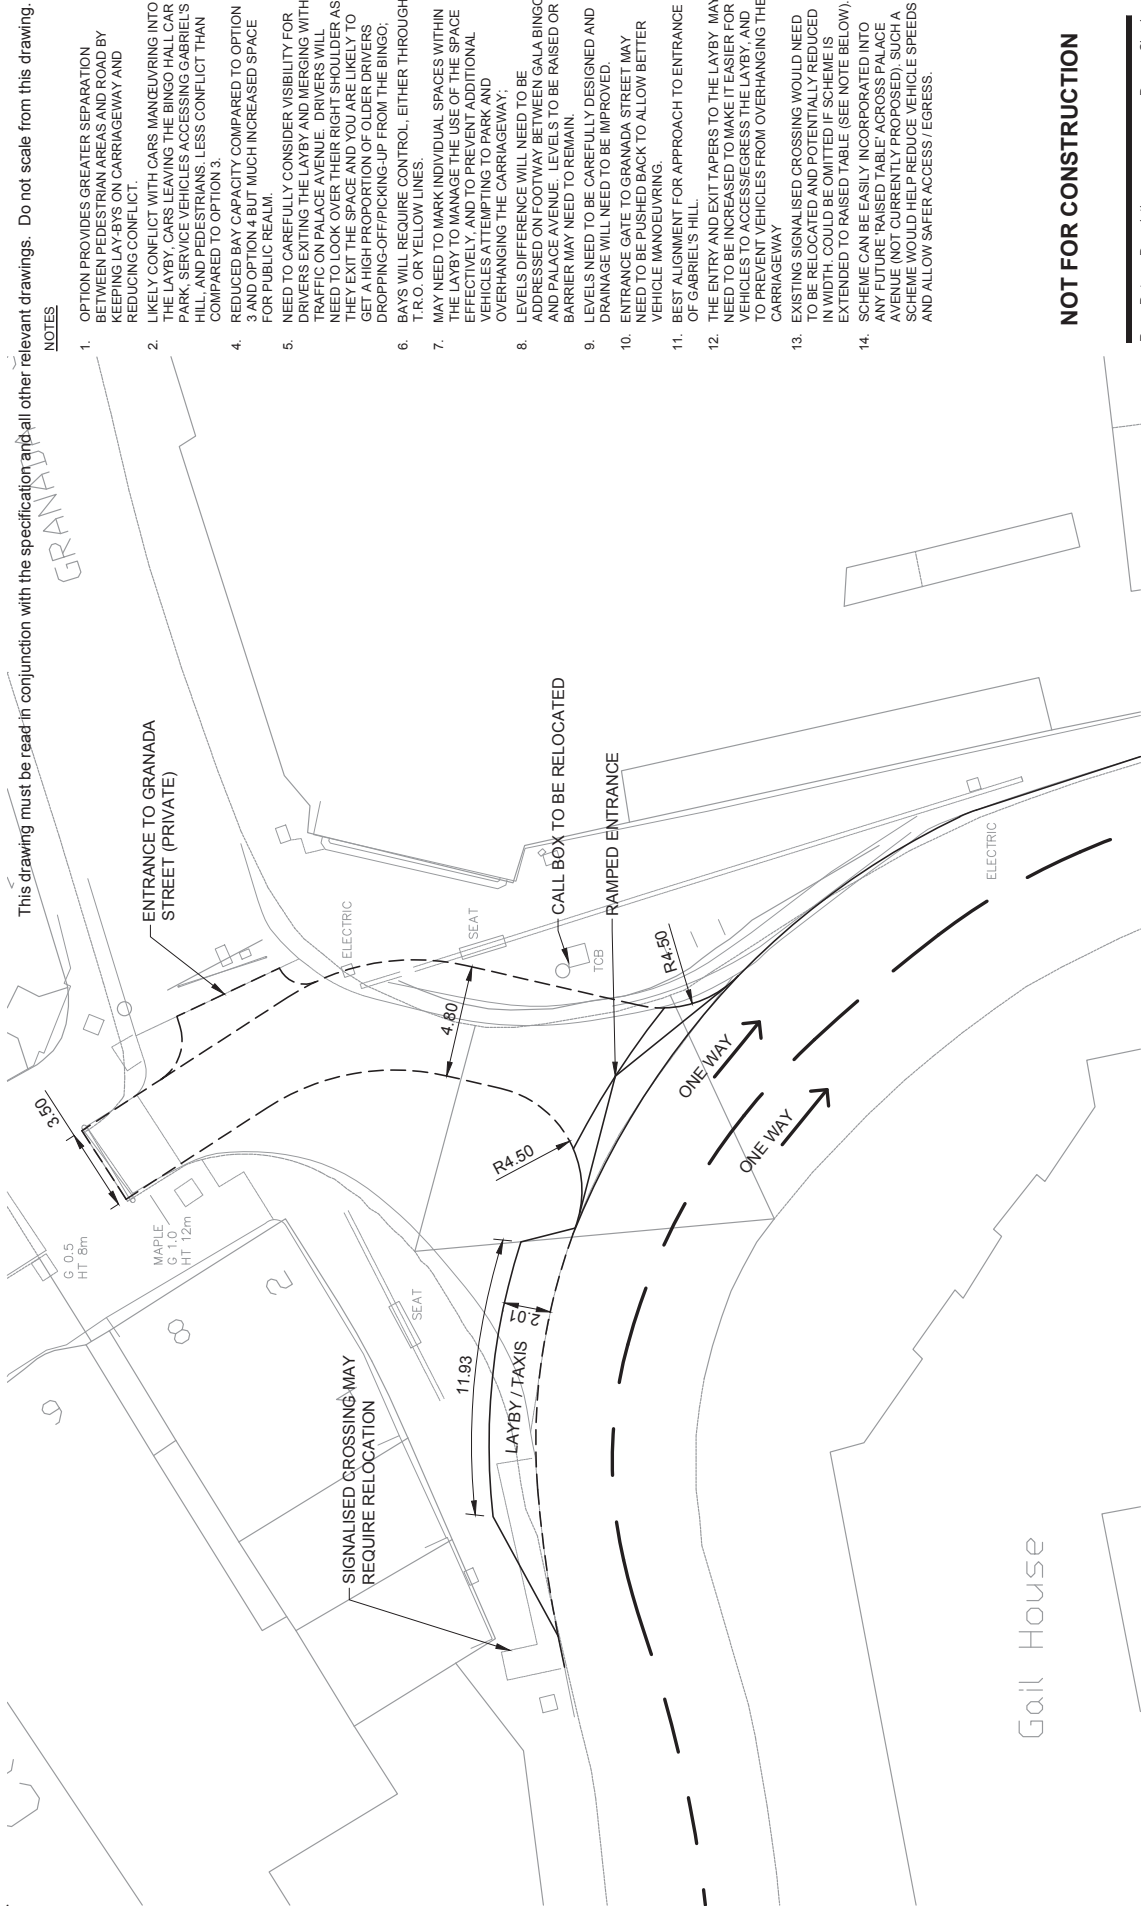 This drawing must be read in conjunction with the specification and all other relevant drawings. Do not scale from this drawing.
NOTES
1. OPTION PROVIDES GREATER SEPARATION
BETWEEN PEDESTRIAN AREAS AND ROAD BY
KEEPING LAY-BYS ON CARRIAGEWAY AND
REDUCING CONFLICT.
2. LIKELY CONFLICT WITH CARS MANŒUVRING INTO
THE LAYBY, CARS LEAVING THE BINGO HALL CAR
PARK, SERVICE VEHICLES ACCESSING GABRIEL'S
HILL, AND PEDESTRIANS. LESS CONFLICT THAN
COMPARED TO OPTION 3.
4. REDUCED BAY CAPACITY COMPARED TO OPTION
3 AND OPTION 4 BUT MUCH INCREASED SPACE
FOR PUBLIC REALM.
5. NEED TO CAREFULLY CONSIDER VISIBILITY FOR
DRIVERS EXITING THE LAYBY AND MERGING WITH
TRAFFIC ON PALACE AVENUE. DRIVERS WILL
NEED TO LOOK OVER THEIR RIGHT SHOULDER AS
THEY EXIT THE SPACE AND YOU ARE LIKELY TO
GET A HIGH PROPORTION OF OLDER DRIVERS
DROPPING-OFF/PICKING-UP FROM THE BINGO;
6. BAYS WILL REQUIRE CONTROL, EITHER THROUGH
T.R.O. OR YELLOW LINES.
7. MAY NEED TO MARK INDIVIDUAL SPACES WITHIN
THE LAYBY TO MANAGE THE USE OF THE SPACE
EFFECTIVELY, AND TO PREVENT ADDITIONAL
VEHICLES ATTEMPTING TO PARK AND
OVERHANGING THE CARRIAGEWAY;
8. LEVELS DIFFERENCE WILL NEED TO BE
ADDRESSED ON FOOTWAY BETWEEN GALA BINGO
AND PALACE AVENUE. LEVELS TO BE RAISED OR
BARRIER MAY NEED TO REMAIN.
9. LEVELS NEED TO BE CAREFULLY DESIGNED AND
DRAINAGE WILL NEED TO BE IMPROVED.
10. ENTRANCE GATE TO GRANADA STREET MAY
NEED TO BE PUSHED BACK TO ALLOW BETTER
VEHICLE MANOEUVRING.
11. BEST ALIGNMENT FOR APPROACH TO ENTRANCE
OF GABRIEL'S HILL.
12. THE ENTRY AND EXIT TAPERS TO THE LAYBY MAY
NEED TO BE INCREASED TO MAKE IT EASIER FOR
VEHICLES TO ACCESS/EGRESS THE LAYBY, AND
TO PREVENT VEHICLES FROM OVERHANGING THE
CARRIAGEWAY
13. EXISTING SIGNALISED CROSSING WOULD NEED
TO BE RELOCATED AND POTENTIALLY REDUCED
IN WIDTH. COULD BE OMITTED IF SCHEME IS
EXTENDED TO RAISED TABLE (SEE NOTE BELOW).
14. SCHEME CAN BE EASILY INCORPORATED INTO
ANY FUTURE 'RAISED TABLE' ACROSS PALACE
AVENUE (NOT CURRENTLY PROPOSED). SUCH A
SCHEME WOULD HELP REDUCE VEHICLE SPEEDS
AND ALLOW SAFER ACCESS / EGRESS.
NOT FOR CONSTRUCTION
ENTRANCE TO GRANADA
STREET (PRIVATE)
3.50
G 0.5
HT 8m
MAPLE
G 1.0
HT 12m
9
8
2
SEAT
SIGNALISED CROSSING MAY
REQUIRE RELOCATION
11.93
2.01
LAYBY / TAXIS
R4.50
4.80
ELECTRIC
SEAT
CALL BOX TO BE RELOCATED
TCB
RAMPED ENTRANCE
R4.50
ONE WAY
ONE WAY
ELECTRIC
Gail House